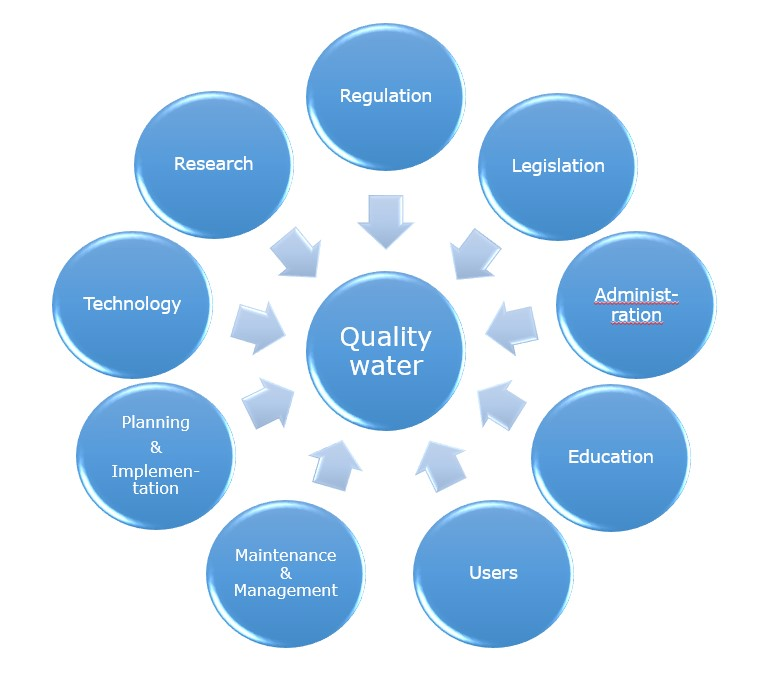 Regulation
Legislation
Administ-
ration
Education
Users
Maintenance
&
Management
Planning
&
Implemen-
tation
Technology
Research
Quality
water